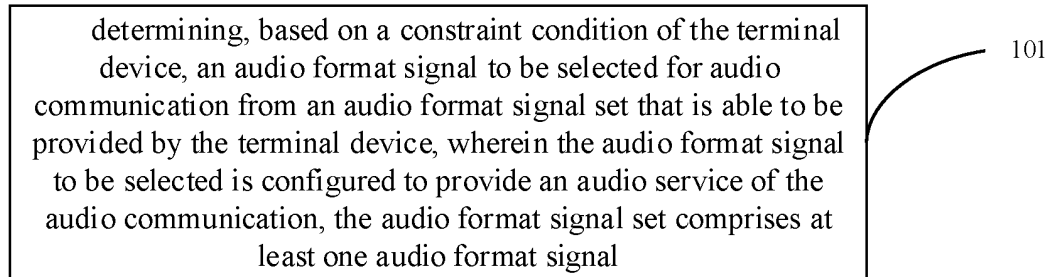 determining, based on a constraint condition of the terminal
device, an audio format signal to be selected for audio
communication from an audio format signal set that is able to be
provided by the terminal device, wherein the audio format signal
to be selected is configured to provide an audio service of the
audio communication, the audio format signal set comprises at
least one audio format signal
101